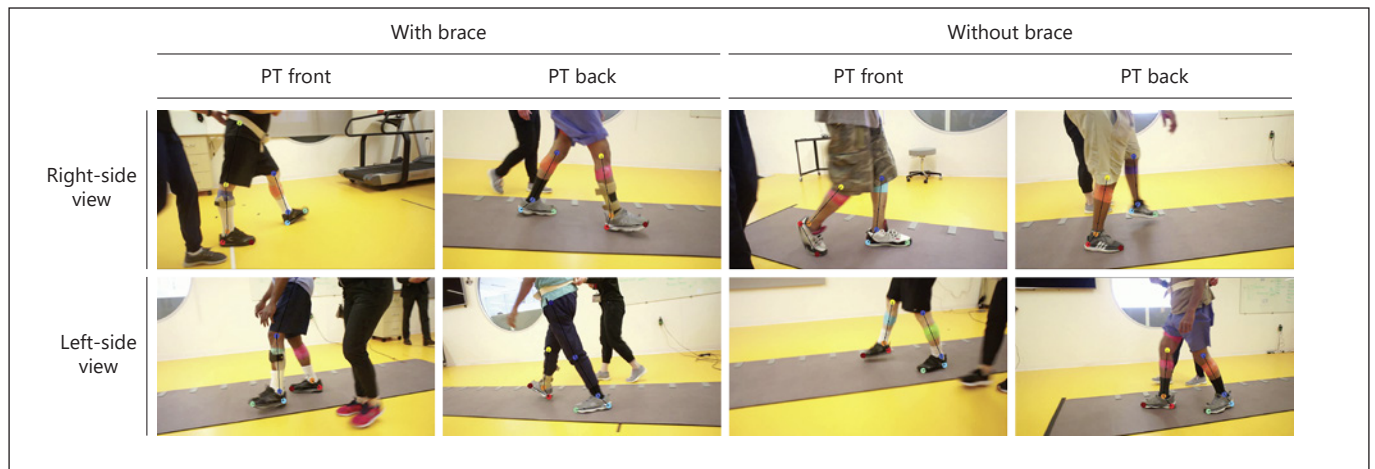 With brace
Without brace
PT front
PT back
PT front
PT back
Right-side
view
Left-side
view